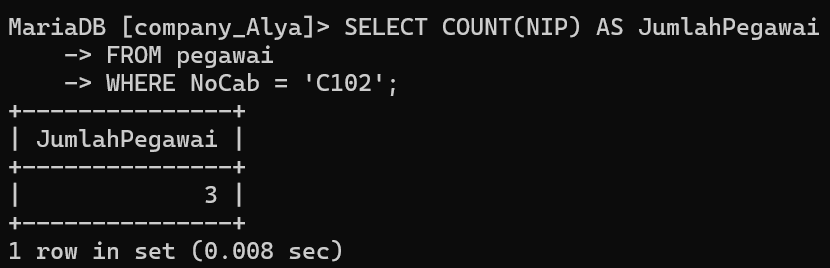 MariaDB [company_Alya]> SELECT COUNT(NIP) AS JumlahPegawai
    -> FROM pegawai
    -> WHERE NoCab = 'C102';
+---------------+
| JumlahPegawai |
+---------------+
|             3 |
+---------------+
1 row in set (0.008 sec)